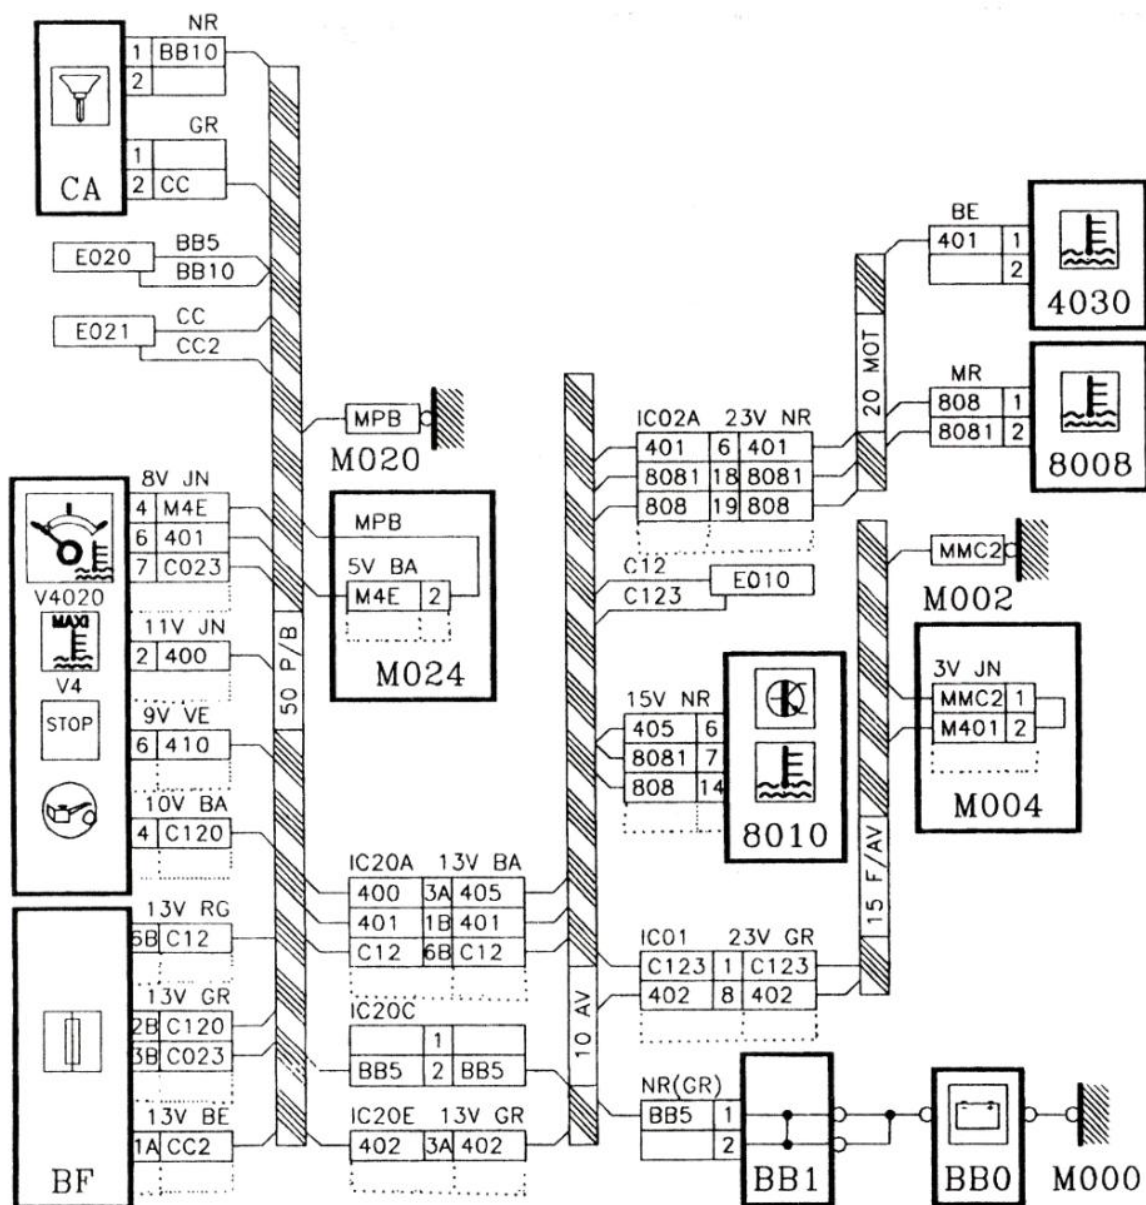 NR
1 BB10
2
GR
1
2 CC
CA
E020 BB5
BB10
E021 CC
CC2
MPB
M020
8V JN
4 M4E
6 401
7 C023
V4020
MAXI
11V JN
2 400
V4
STOP
9V VE
6 410
10V BA
4 C120
13V RG
6B C12
13V GR
2B C120
3B C023
13V BE
1A CC2
BF
50 P/B
MPB
5V BA
M4E 2
M024
IC20A 13V BA
400 3A 405
401 1B 401
C12 6B C12
IC20C
1
BB5 2 BB5
IC20E 13V GR
402 3A 402
10 AV
IC02A 23V NR
401 6 401
8081 18 8081
808 19 808
C12
C123 E010
15V NR
405 6
8081 7
808 14
8010
IC01 23V GR
C123 1 C123
402 8 402
NR(GR)
BB5 1
2
BB1
BB0
M000
20 MOT
BE
401 1
2
4030
MR
808 1
8081 2
8008
MMC2
M002
3V JN
MMC2 1
M401 2
M004
15 F/AV